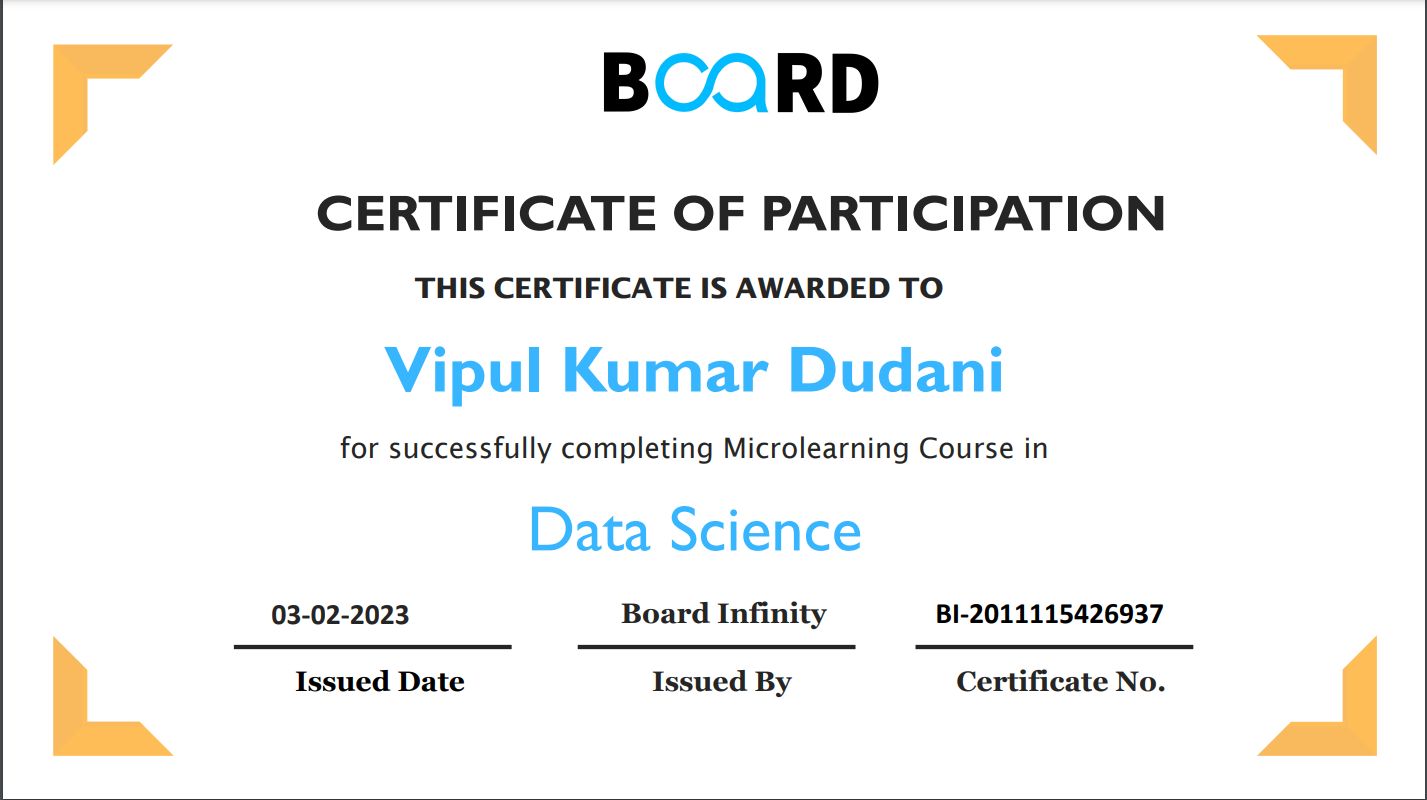 BOARD
CERTIFICATE OF PARTICIPATION
THIS CERTIFICATE IS AWARDED TO
Vipul Kumar Dudani
for successfully completing Microlearning Course in
Data Science
03-02-2023 Board Infinity BI-2011115426937
Issued Date Issued By Certificate No.